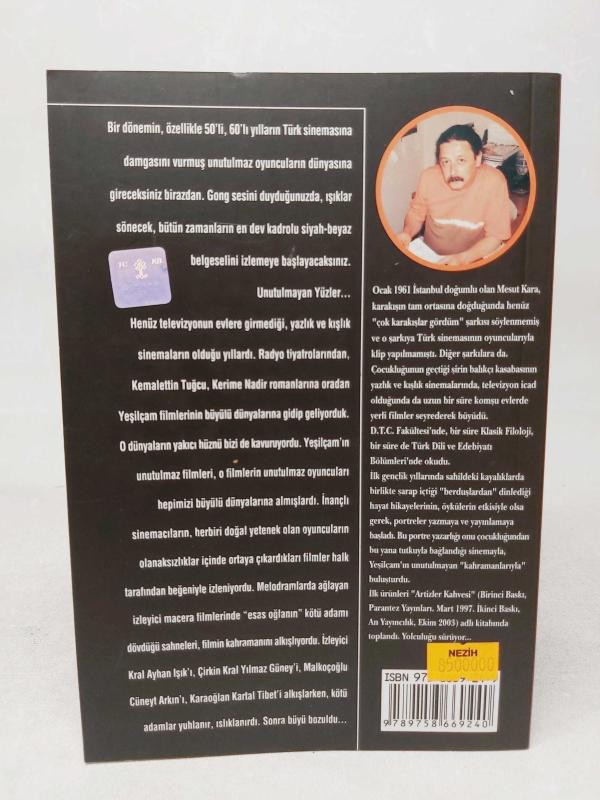 Bir dönemin, özellikle 50'li, 60'lı yılların Türk sinemasına
damgasını vurmuş unutulmaz oyuncuların dünyasına
gireceksiniz birazdan. Gong sesini duyduğunuzda, ışıklar
sönecek, bütün zamanların en dev kadrolu siyah-beyaz
belgeselini izlemeye başlayacaksınız.
Unutulmayan Yüzler...
Henüz televizyonun evlere girmediği, yazlık ve kışlık
sinemaların olduğu yıllardı. Radyo tiyatrolarından,
Kemalettin Tuğcu, Kerime Nadir romanlarına oradan
Yeşilçam filmlerinin büyülü dünyalarına gidip geliyorduk.
O dünyaların yakıcı hüznü bizi de kavuruyordu. Yeşilçam'ın
unutulmaz filmleri, o filmlerin unutulmaz oyuncuları
hepimizi büyülü dünyalarına almışlardı. İnançlı
sinemacıların, herbiri doğal yetenek olan oyuncuların
olanaksızlıklar içinde ortaya çıkardıkları filmler halk
tarafından beğeniyle izleniyordu. Melodramlarda ağlayan
izleyici macera filmlerinde "esas oğlanın" kötü adamı
dövdüğü sahneleri, filmin kahramanını alkışlıyordı. İzleyici
Kral Ayhan Işık'ı, Çirkin Kral Yılmaz Güney'i, Malkoçoğlu
Cüneyt Arkın'ı, Karaoğlan Kartal Tibet'i alkışlarken, kötü
adamlar yuhlanır, ıslıklanırdı. Sonra büyü bozuldu...
TC
KB
Ocak 1961 İstanbul doğumlu olan Mesut Kara,
karakışın tam ortasına doğduğunda henüz
"çok karakışlar gördüm" şarkısı söylenmemiş
ve o şarkıya Türk sinemasının oyuncularıyla
klip yapılmamıştı. Diğer şarkılara da.
Çocukluğunun geçtiği şirin balıkçı kasabasının
yazlık ve kışlık sinemalarında, televizyon icad
olduğunda da uzun bir süre komşu evlerde
yerli filmler seyrederek büyüdü.
D.T.C. Fakültesi'nde, bir süre Klasik Filoloji,
bir süre de Türk Dili ve Edebiyatı
Bölümleri'nde okudu.
İlk gençlik yıllarında sahildeki kayalıklarda
birlikte şarap içtiği "berduşlardan" dinlediği
hayat hikayelerinin, öykülerin etkisiyle olsa
gerek, portreler yazmaya ve yayınlamaya
başladı. Bu portre yazarlığı onu çocukluğundan
bu yana tutkuyla bağlandığı sinemayla,
Yeşilçam'ın unutulmayan "kahramanlarıyla"
buluşturdu.
İlk ürünleri "Artizler Kahvesi" (Birinci Baskı,
Parantez Yayınları. Mart 1997. İkinci Baskı,
An Yayıncılık, Ekim 2003) adlı kitabında
toplandı. Yolculuğu sürüyor...
NEZİH
8500000
ISBN 97
9 789758 669240